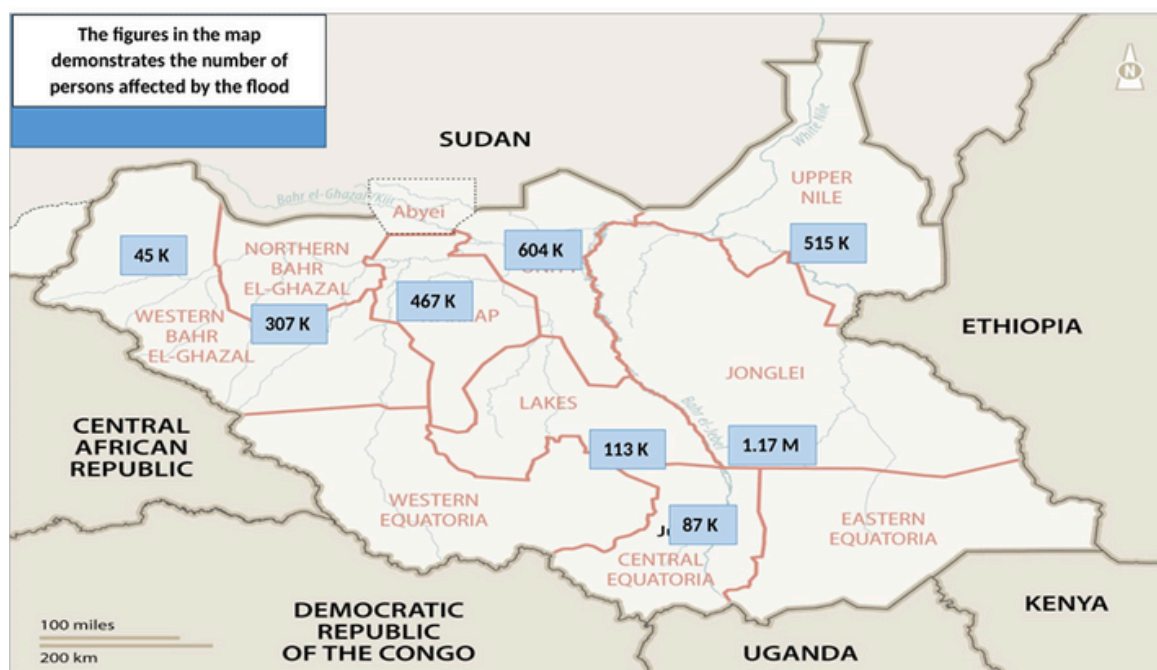 The figures in the map
demonstrates the number of
persons affected by the flood
N
SUDAN
White Nile
UPPER
NILE
Bahr el-Ghazal/Kiir
Abyei
45 K
NORTHERN
BAHR
EL-GHAZAL
604 K
515 K
467 K
307 K
WESTERN
BAHR
EL-GHAZAL
ETHIOPIA
JONGLEI
LAKES
Bahr el-Jebel
CENTRAL
AFRICAN
REPUBLIC
113 K
1.17 M
WESTERN
EQUATORIA
87 K
EASTERN
EQUATORIA
CENTRAL
EQUATORIA
KENYA
DEMOCRATIC
REPUBLIC
OF THE CONGO
UGANDA
100 miles
200 km